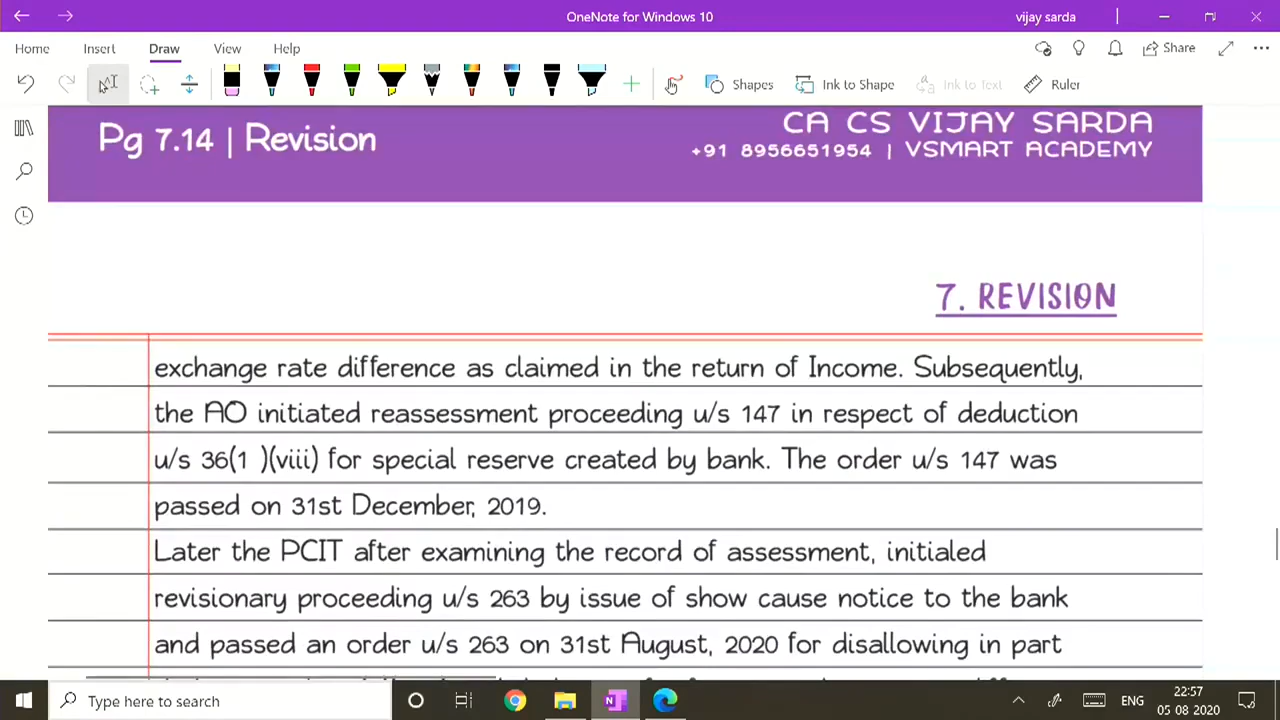 OneNote for Windows 10
vijay sarda
Home Insert Draw View Help
Share
Shapes
Ink to Shape
Ink to Text
Ruler
Pg 7.14 | Revision
CA CS VIJAY SARDA
+91 8956651954 | VSMART ACADEMY
7. REVISION
exchange rate difference as claimed in the return of Income. Subsequently,
the AO initiated reassessment proceeding u/s 147 in respect of deduction
u/s 36(1 )(viii) for special reserve created by bank. The order u/s 147 was
passed on 31st December, 2019.
Later the PCIT after examining the record of assessment, initialed
revisionary proceeding u/s 263 by issue of show cause notice to the bank
and passed an order u/s 263 on 31st August, 2020 for disallowing in part
Type here to search
ENG
22:57
05-08-2020